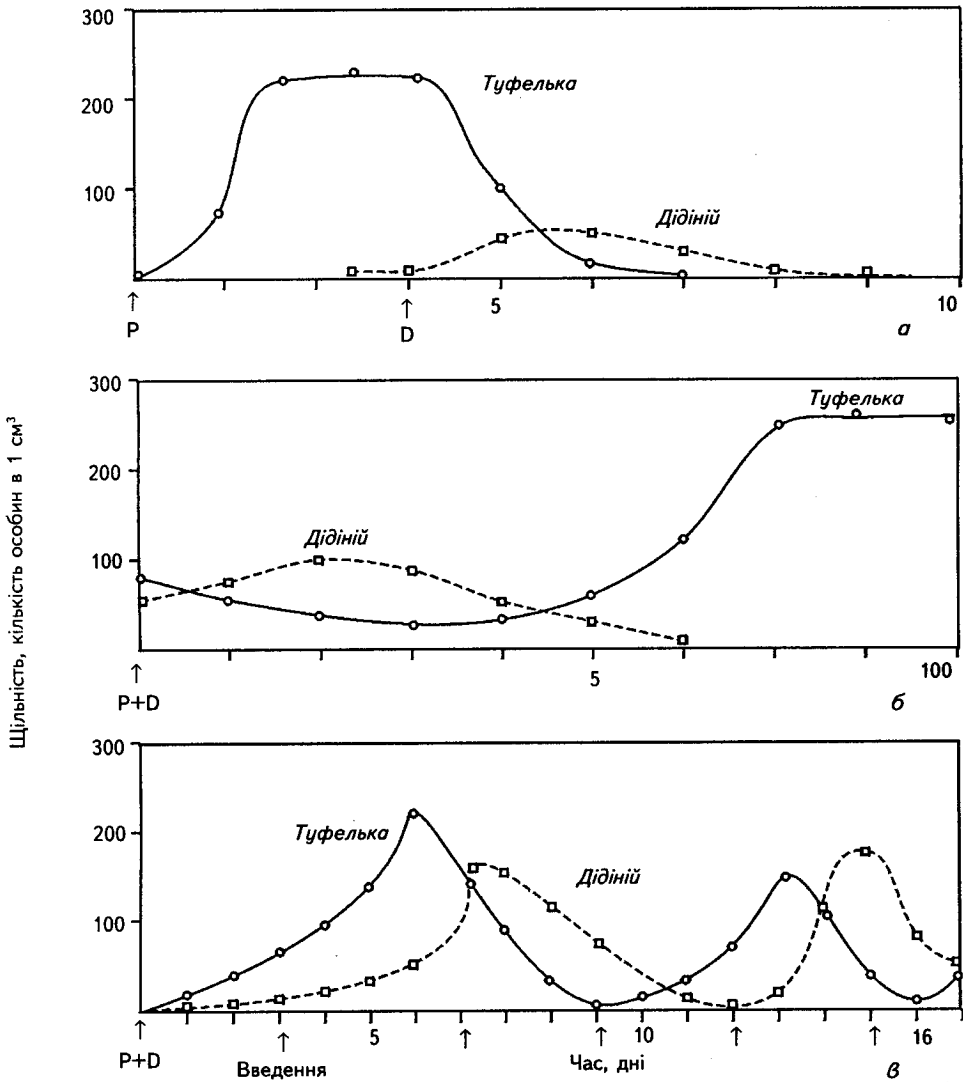 Щільність, кількість особин в 1 см³
300
200
100
Туфелька
Дідіній
5
10
↑
P
↑
D
а
300
200
100
Туфелька
Дідіній
5
100
↑
P+D
б
300
200
100
Туфелька
Дідіній
5
10
16
↑ ↑ ↑ ↑ ↑ ↑
P+D
Введення
Час, дні
в